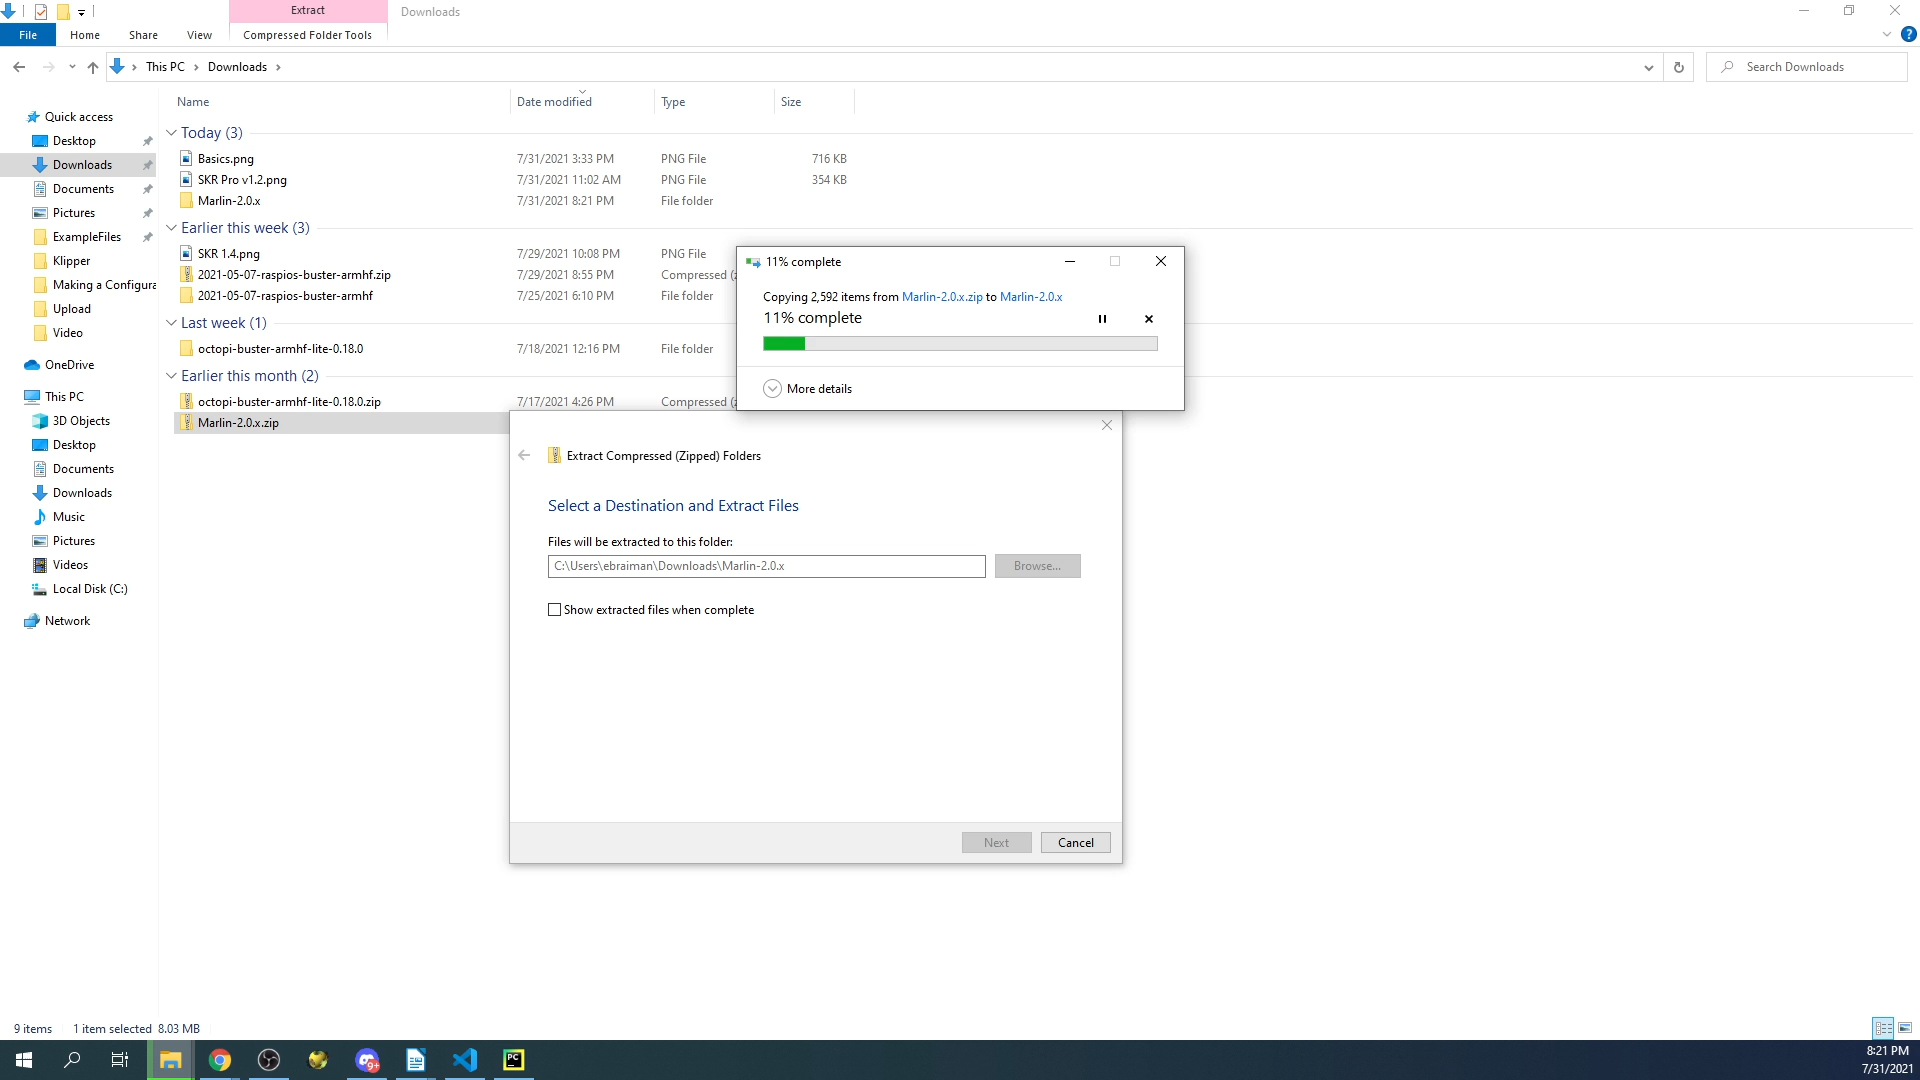 Extract
Downloads
File
Home
Share
View
Compressed Folder Tools
?
This PC
Downloads
Search Downloads
Name
Date modified
Type
Size
Quick access
Desktop
Downloads
Documents
Pictures
ExampleFiles
Klipper
Making a Configura
Upload
Video
OneDrive
This PC
3D Objects
Desktop
Documents
Downloads
Music
Pictures
Videos
Local Disk (C:)
Network
Today (3)
Basics.png 7/31/2021 3:33 PM PNG File 716 KB
SKR Pro v1.2.png 7/31/2021 11:02 AM PNG File 354 KB
Marlin-2.0.x 7/31/2021 8:21 PM File folder
Earlier this week (3)
SKR 1.4.png 7/29/2021 10:08 PM PNG File
2021-05-07-raspios-buster-armhf.zip 7/29/2021 8:55 PM Compressed (z
2021-05-07-raspios-buster-armhf 7/25/2021 6:10 PM File folder
Last week (1)
octopi-buster-armhf-lite-0.18.0 7/18/2021 12:16 PM File folder
Earlier this month (2)
octopi-buster-armhf-lite-0.18.0.zip 7/17/2021 4:26 PM Compressed (z
Marlin-2.0.x.zip
11% complete
Copying 2,592 items from Marlin-2.0.x.zip to Marlin-2.0.x
11% complete
More details
Extract Compressed (Zipped) Folders
Select a Destination and Extract Files
Files will be extracted to this folder:
C:\Users\ebraiman\Downloads\Marlin-2.0.x
Browse...
Show extracted files when complete
Next
Cancel
9 items
1 item selected 8.03 MB
9+
PC
8:21 PM
7/31/2021